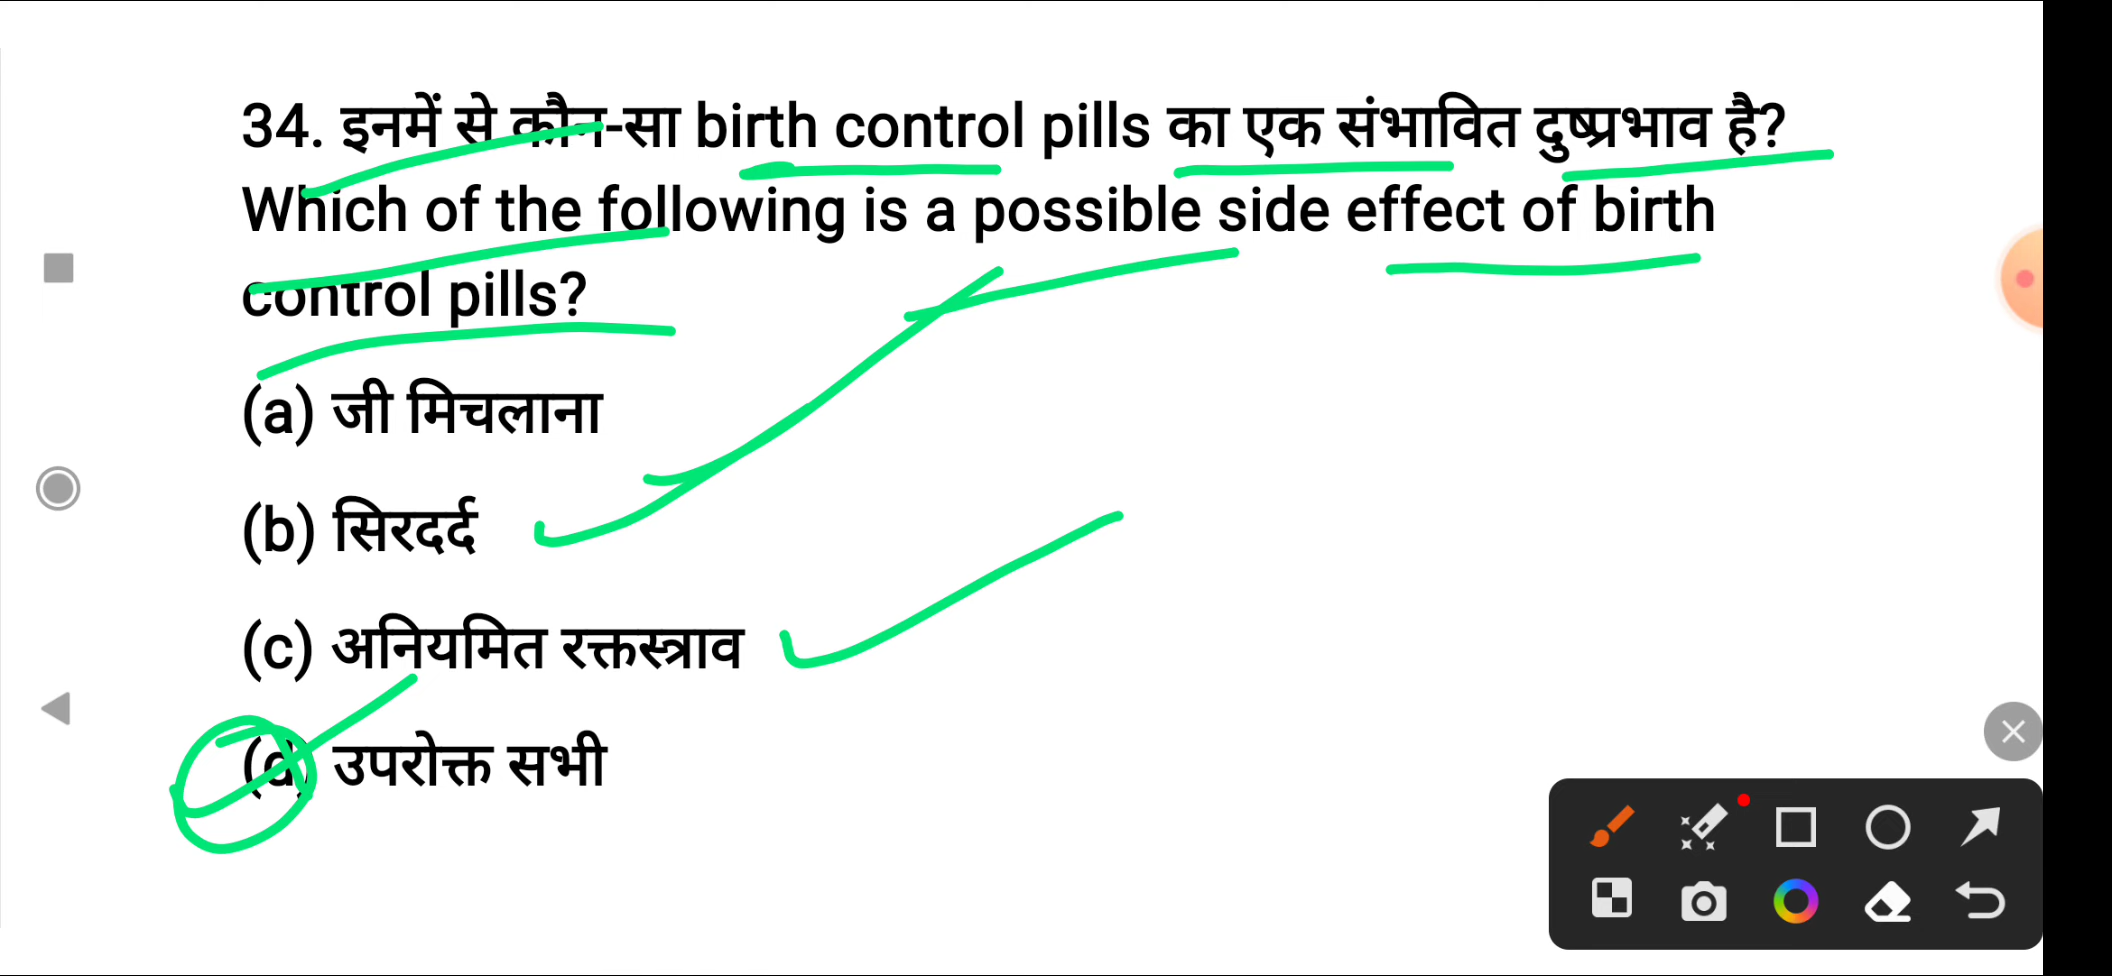 34. इनमें से कौन-सा birth control pills का एक संभावित दुष्प्रभाव है?
Which of the following is a possible side effect of birth
control pills?
(a) जी मिचलाना
(b) सिरदर्द
(c) अनियमित रक्तस्त्राव
(d) उपरोक्त सभी